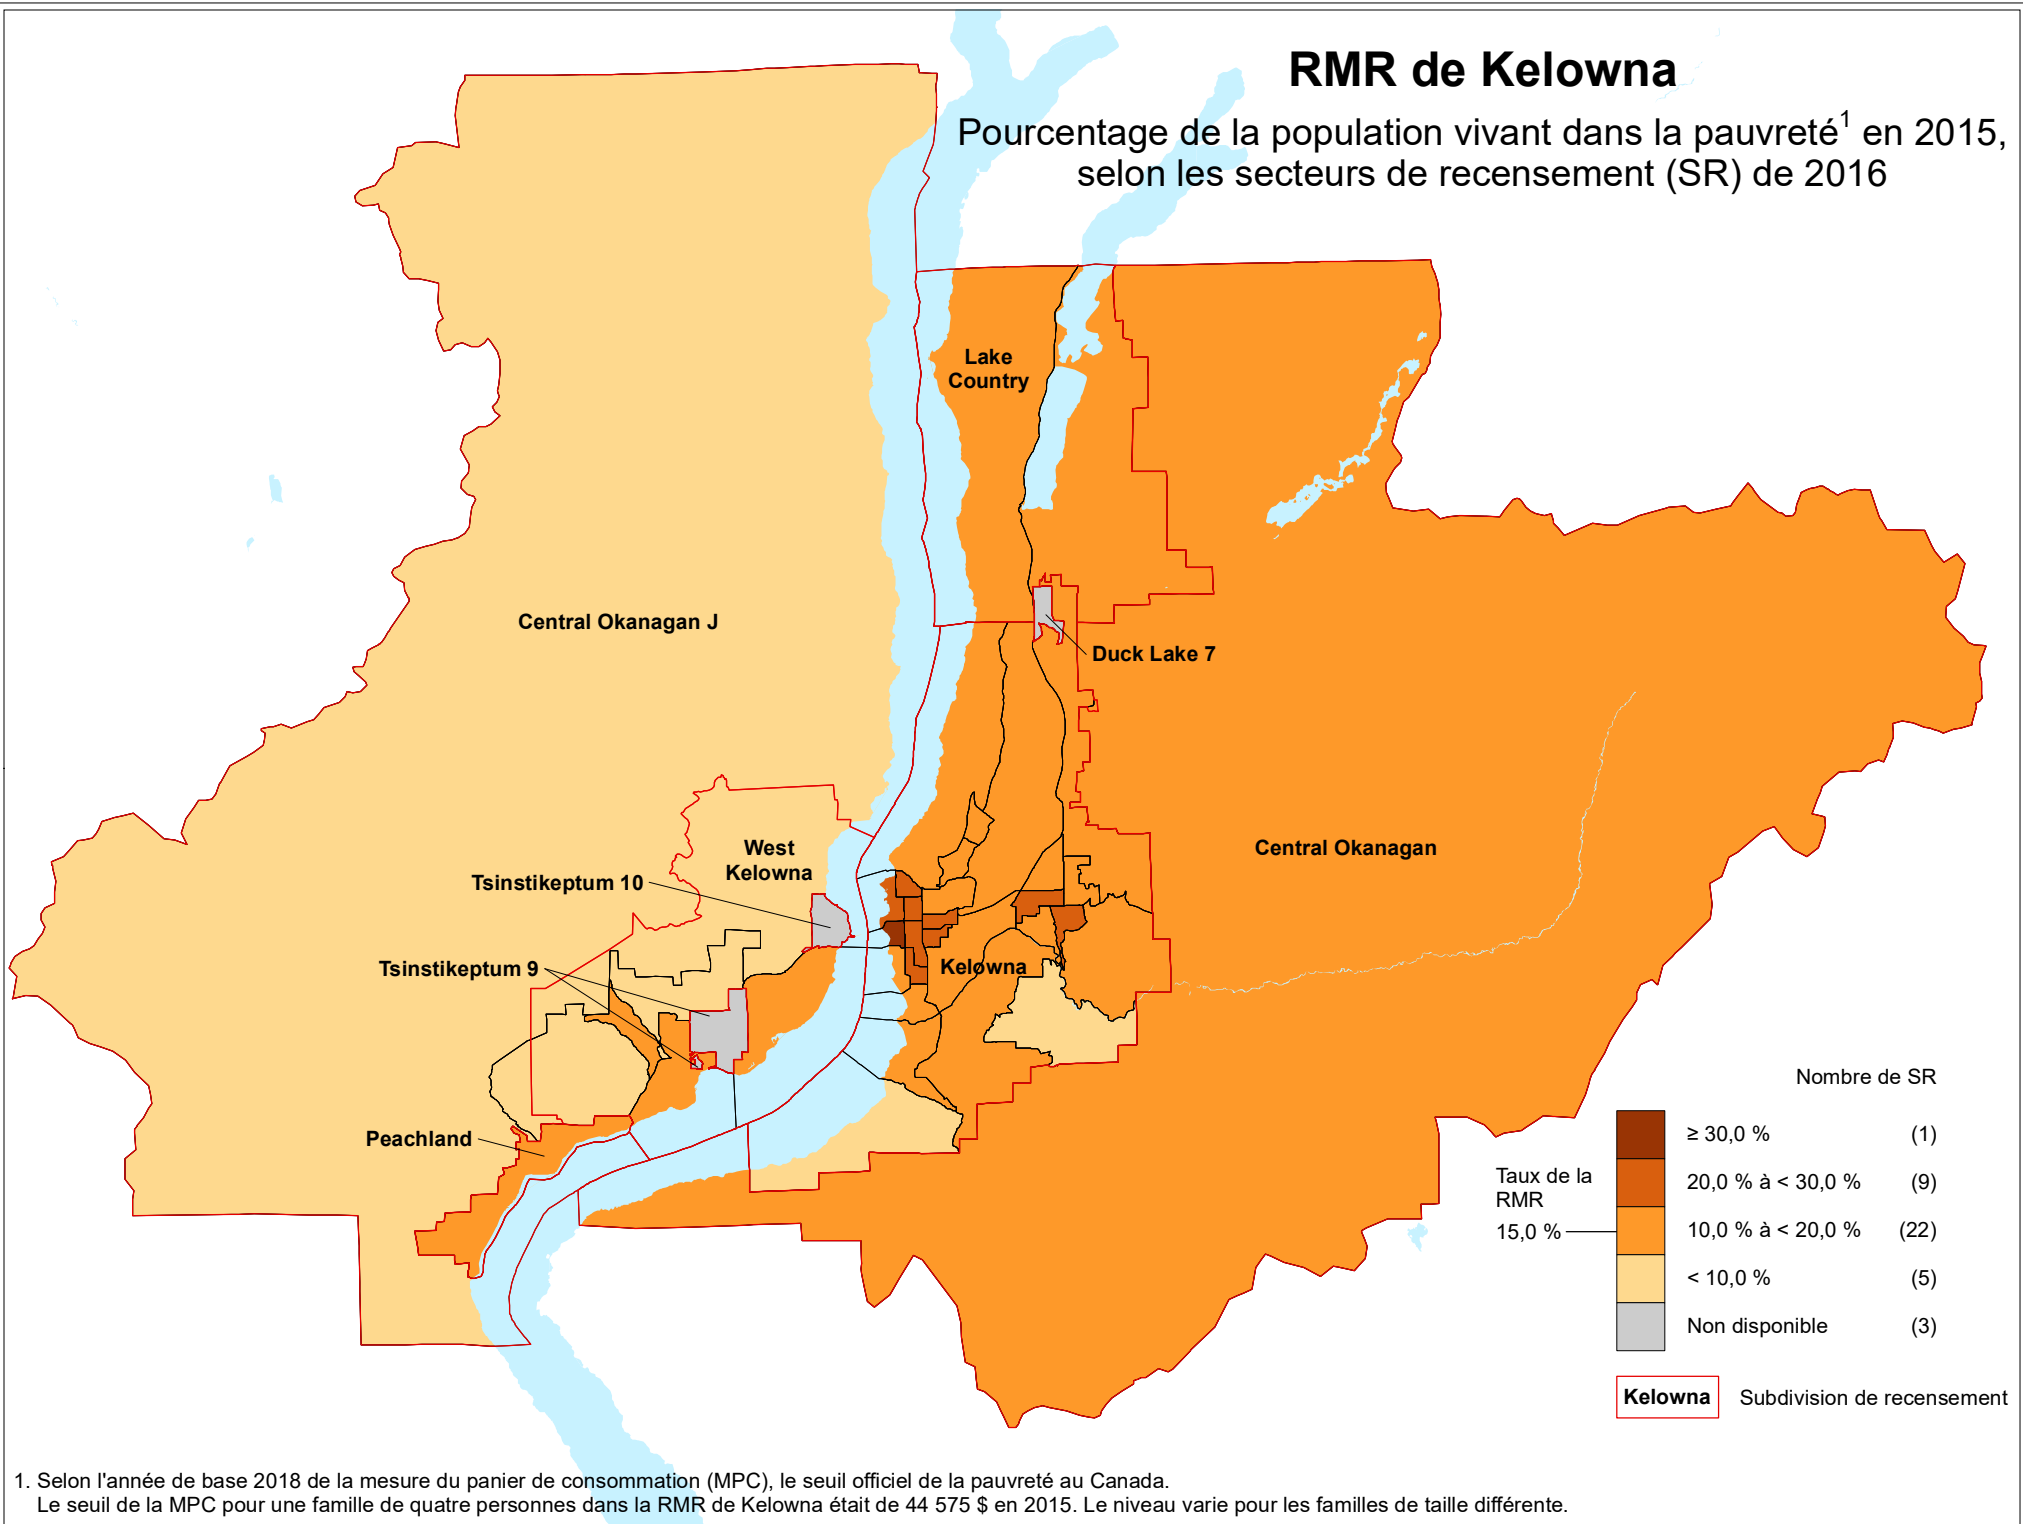 RMR de Kelowna
Pourcentage de la population vivant dans la pauvreté1 en 2015,
selon les secteurs de recensement (SR) de 2016
Lake
Country
Central Okanagan J
Duck Lake 7
West
Kelowna
Central Okanagan
Tsinstikeptum 10
Tsinstikeptum 9
Kelowna
Peachland
Nombre de SR
≥ 30,0 % (1)
20,0 % à < 30,0 % (9)
Taux de la
RMR
15,0 %
10,0 % à < 20,0 % (22)
< 10,0 % (5)
Non disponible (3)
Kelowna Subdivision de recensement
1. Selon l'année de base 2018 de la mesure du panier de consommation (MPC), le seuil officiel de la pauvreté au Canada.
Le seuil de la MPC pour une famille de quatre personnes dans la RMR de Kelowna était de 44 575 $ en 2015. Le niveau varie pour les familles de taille différente.